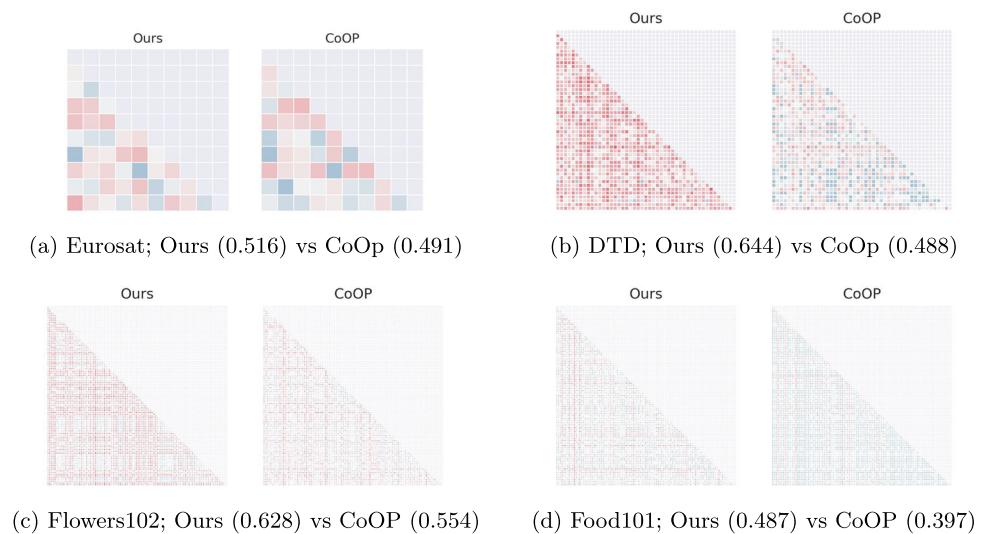 Ours CoOP
Ours CoOP
(a) Eurosat; Ours (0.516) vs CoOp (0.491)
(b) DTD; Ours (0.644) vs CoOp (0.488)
Ours CoOP
Ours CoOP
(c) Flowers102; Ours (0.628) vs CoOP (0.554)
(d) Food101; Ours (0.487) vs CoOP (0.397)